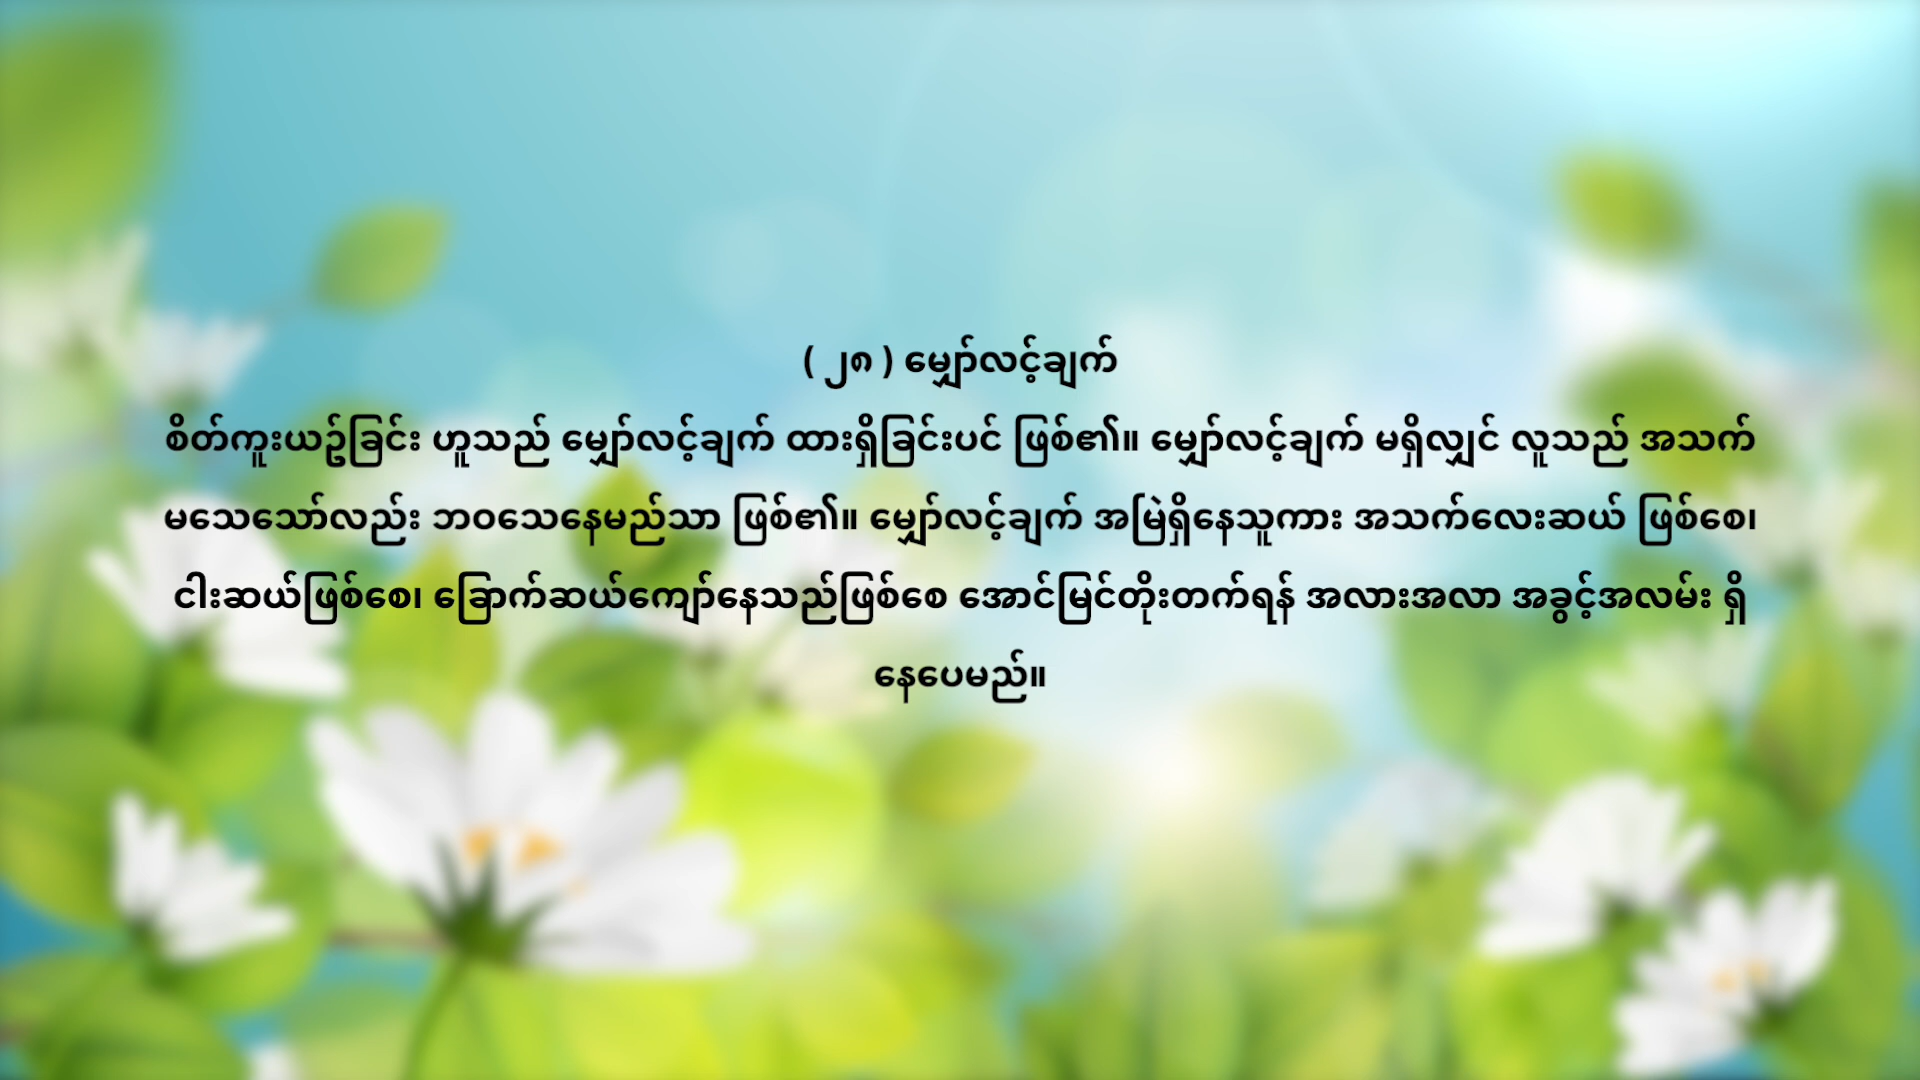 ( ၂၈ ) မျှော်လင့်ချက်
စိတ်ကူးယဥ်ခြင်း ဟူသည် မျှော်လင့်ချက် ထားရှိခြင်းပင် ဖြစ်၏။ မျှော်လင့်ချက် မရှိလျှင် လူသည် အသက်
မသေသော်လည်း ဘဝသေနေမည်သာ ဖြစ်၏။ မျှော်လင့်ချက် အမြဲရှိနေသူကား အသက်လေးဆယ် ဖြစ်စေ၊
ငါးဆယ်ဖြစ်စေ၊ ခြောက်ဆယ်ကျော်နေသည်ဖြစ်စေ အောင်မြင်တိုးတက်ရန် အလားအလာ အခွင့်အလမ်း ရှိ
နေပေမည်။